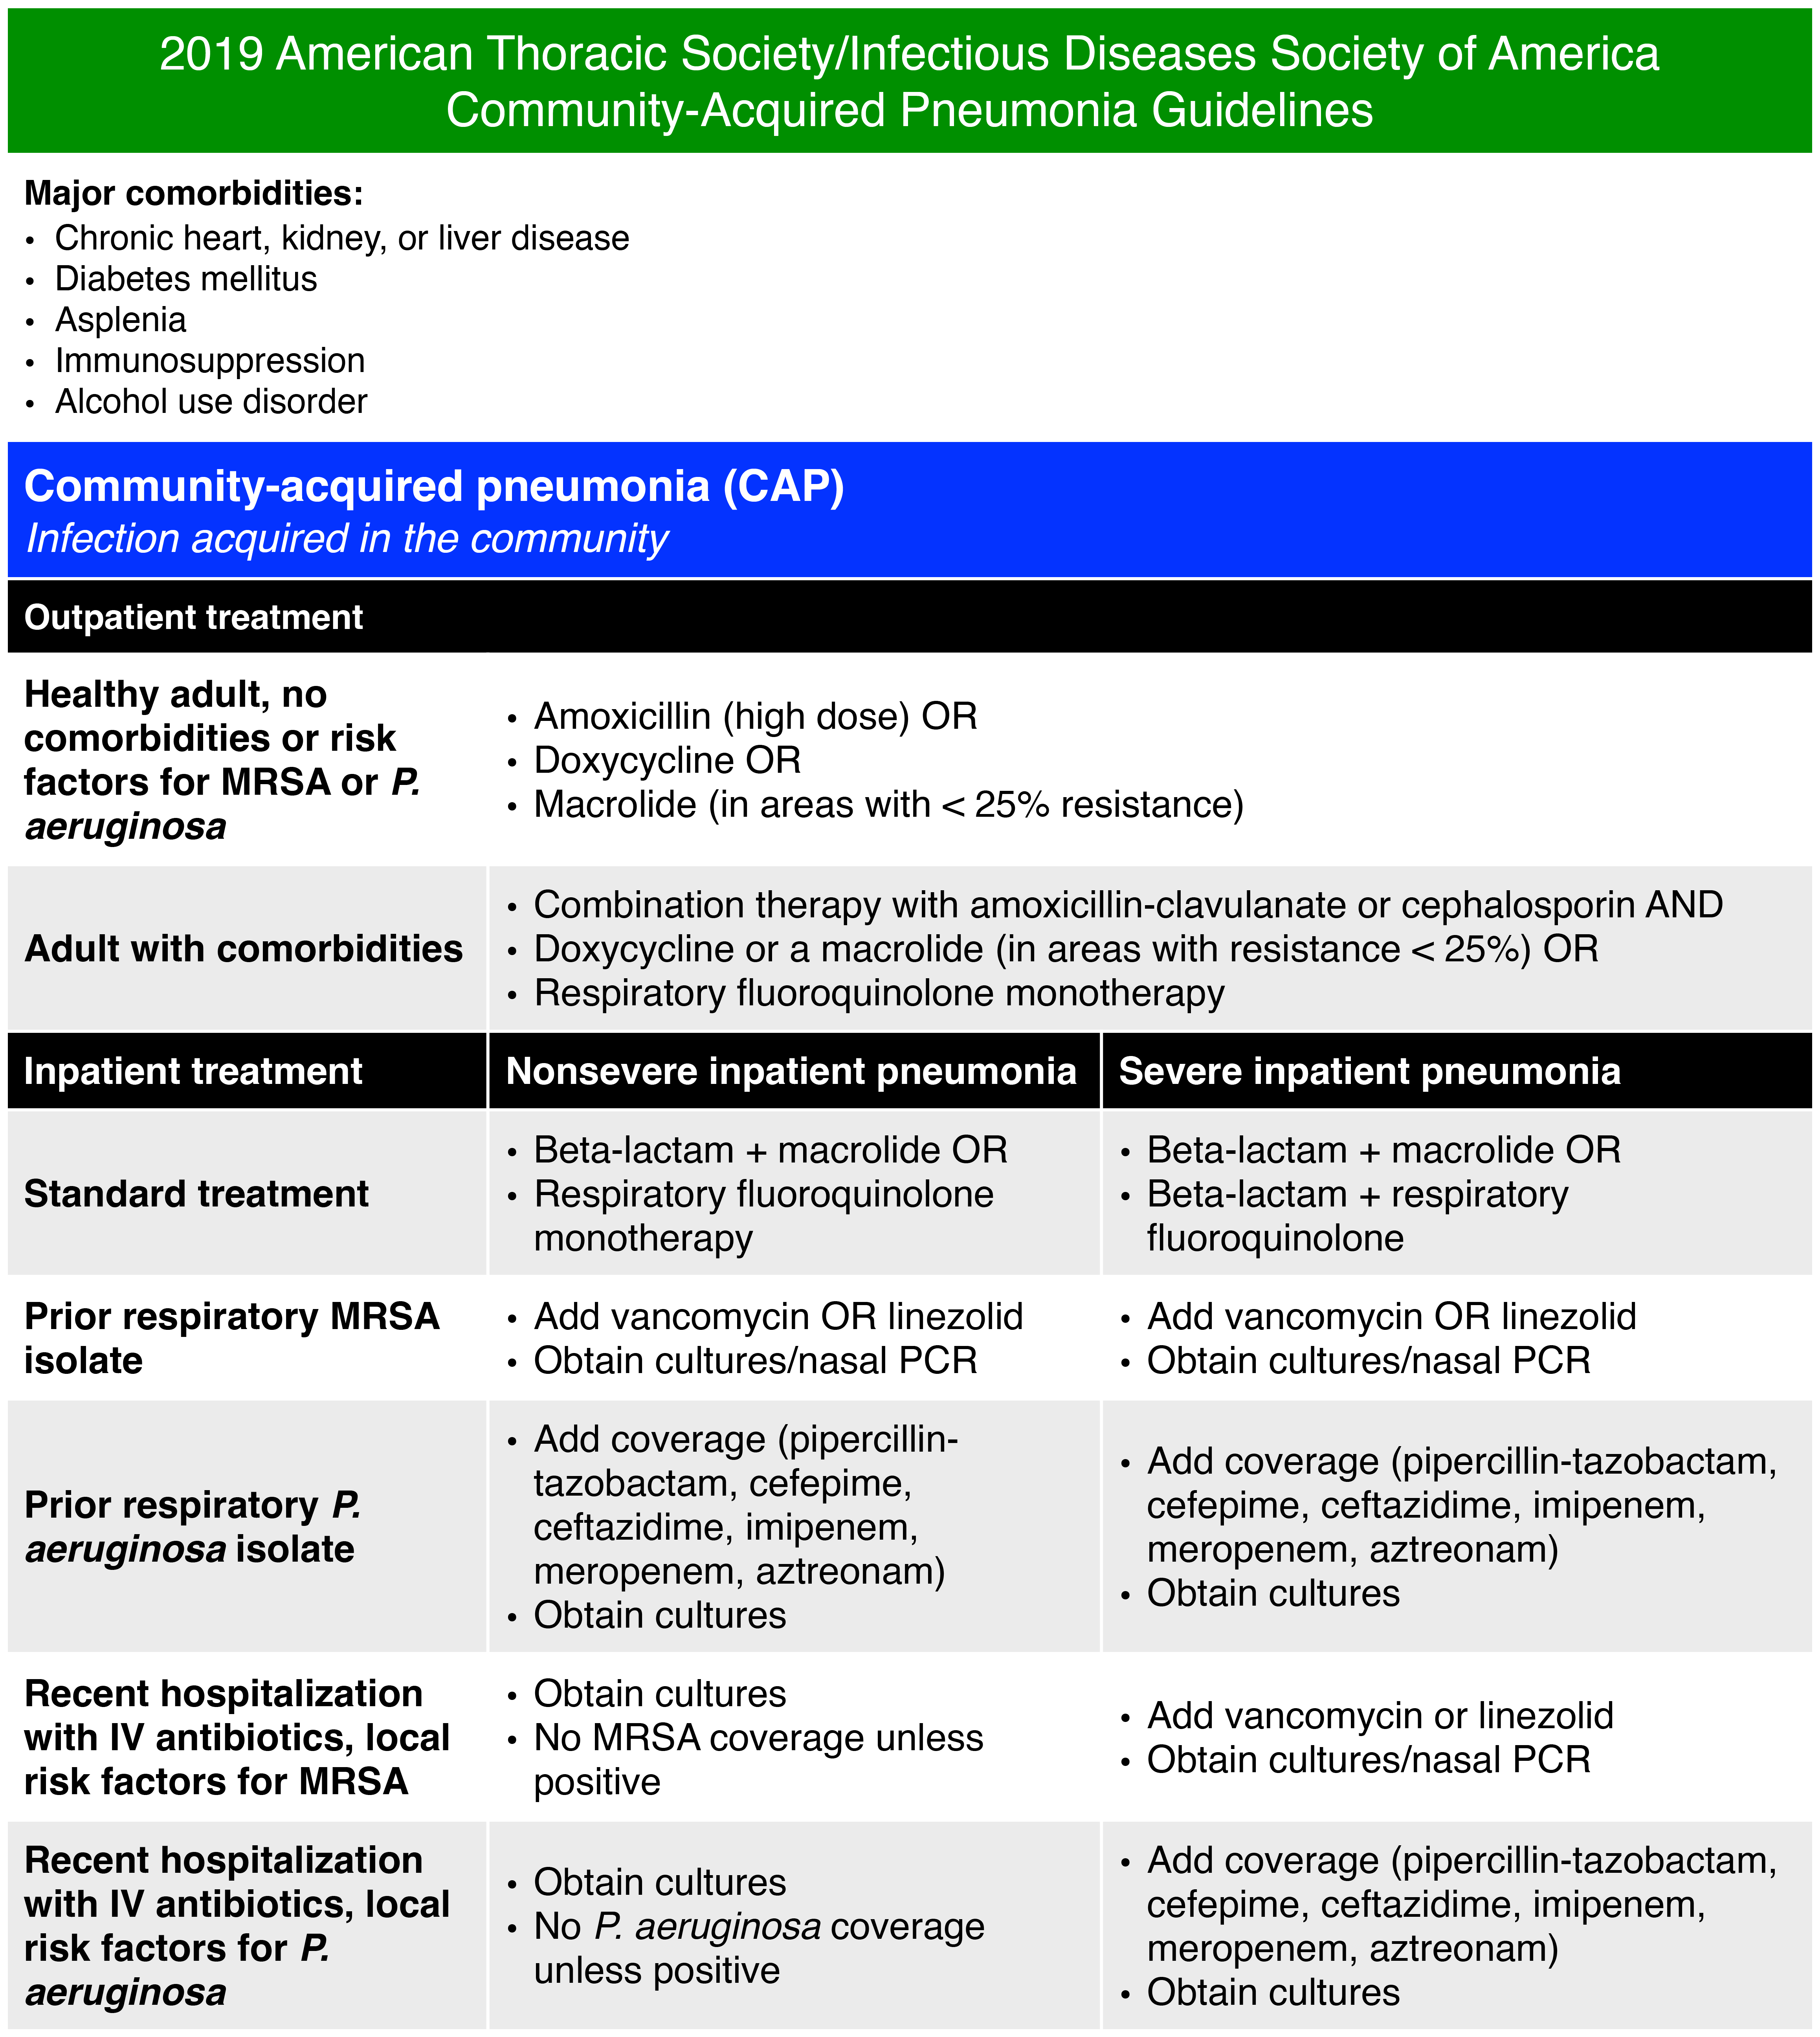 2019 American Thoracic Society/Infectious Diseases Society of America
Community-Acquired Pneumonia Guidelines
Major comorbidities:
• Chronic heart, kidney, or liver disease
• Diabetes mellitus
• Asplenia
• Immunosuppression
• Alcohol use disorder
Community-acquired pneumonia (CAP)
Infection acquired in the community
Outpatient treatment
Healthy adult, no
comorbidities or risk
factors for MRSA or P.
aeruginosa
• Amoxicillin (high dose) OR
• Doxycycline OR
• Macrolide (in areas with < 25% resistance)
Adult with comorbidities
• Combination therapy with amoxicillin-clavulanate or cephalosporin AND
• Doxycycline or a macrolide (in areas with resistance < 25%) OR
• Respiratory fluoroquinolone monotherapy
Inpatient treatment
Nonsevere inpatient pneumonia
Severe inpatient pneumonia
Standard treatment
• Beta-lactam + macrolide OR
• Respiratory fluoroquinolone
monotherapy
• Beta-lactam + macrolide OR
• Beta-lactam + respiratory
fluoroquinolone
Prior respiratory MRSA
isolate
• Add vancomycin OR linezolid
• Obtain cultures/nasal PCR
• Add vancomycin OR linezolid
• Obtain cultures/nasal PCR
Prior respiratory P.
aeruginosa isolate
• Add coverage (pipercillin-
tazobactam, cefepime,
ceftazidime, imipenem,
meropenem, aztreonam)
• Obtain cultures
• Add coverage (pipercillin-tazobactam,
cefepime, ceftazidime, imipenem,
meropenem, aztreonam)
• Obtain cultures
Recent hospitalization
with IV antibiotics, local
risk factors for MRSA
• Obtain cultures
• No MRSA coverage unless
positive
• Add vancomycin or linezolid
• Obtain cultures/nasal PCR
Recent hospitalization
with IV antibiotics, local
risk factors for P.
aeruginosa
• Obtain cultures
• No P. aeruginosa coverage
unless positive
• Add coverage (pipercillin-tazobactam,
cefepime, ceftazidime, imipenem,
meropenem, aztreonam)
• Obtain cultures